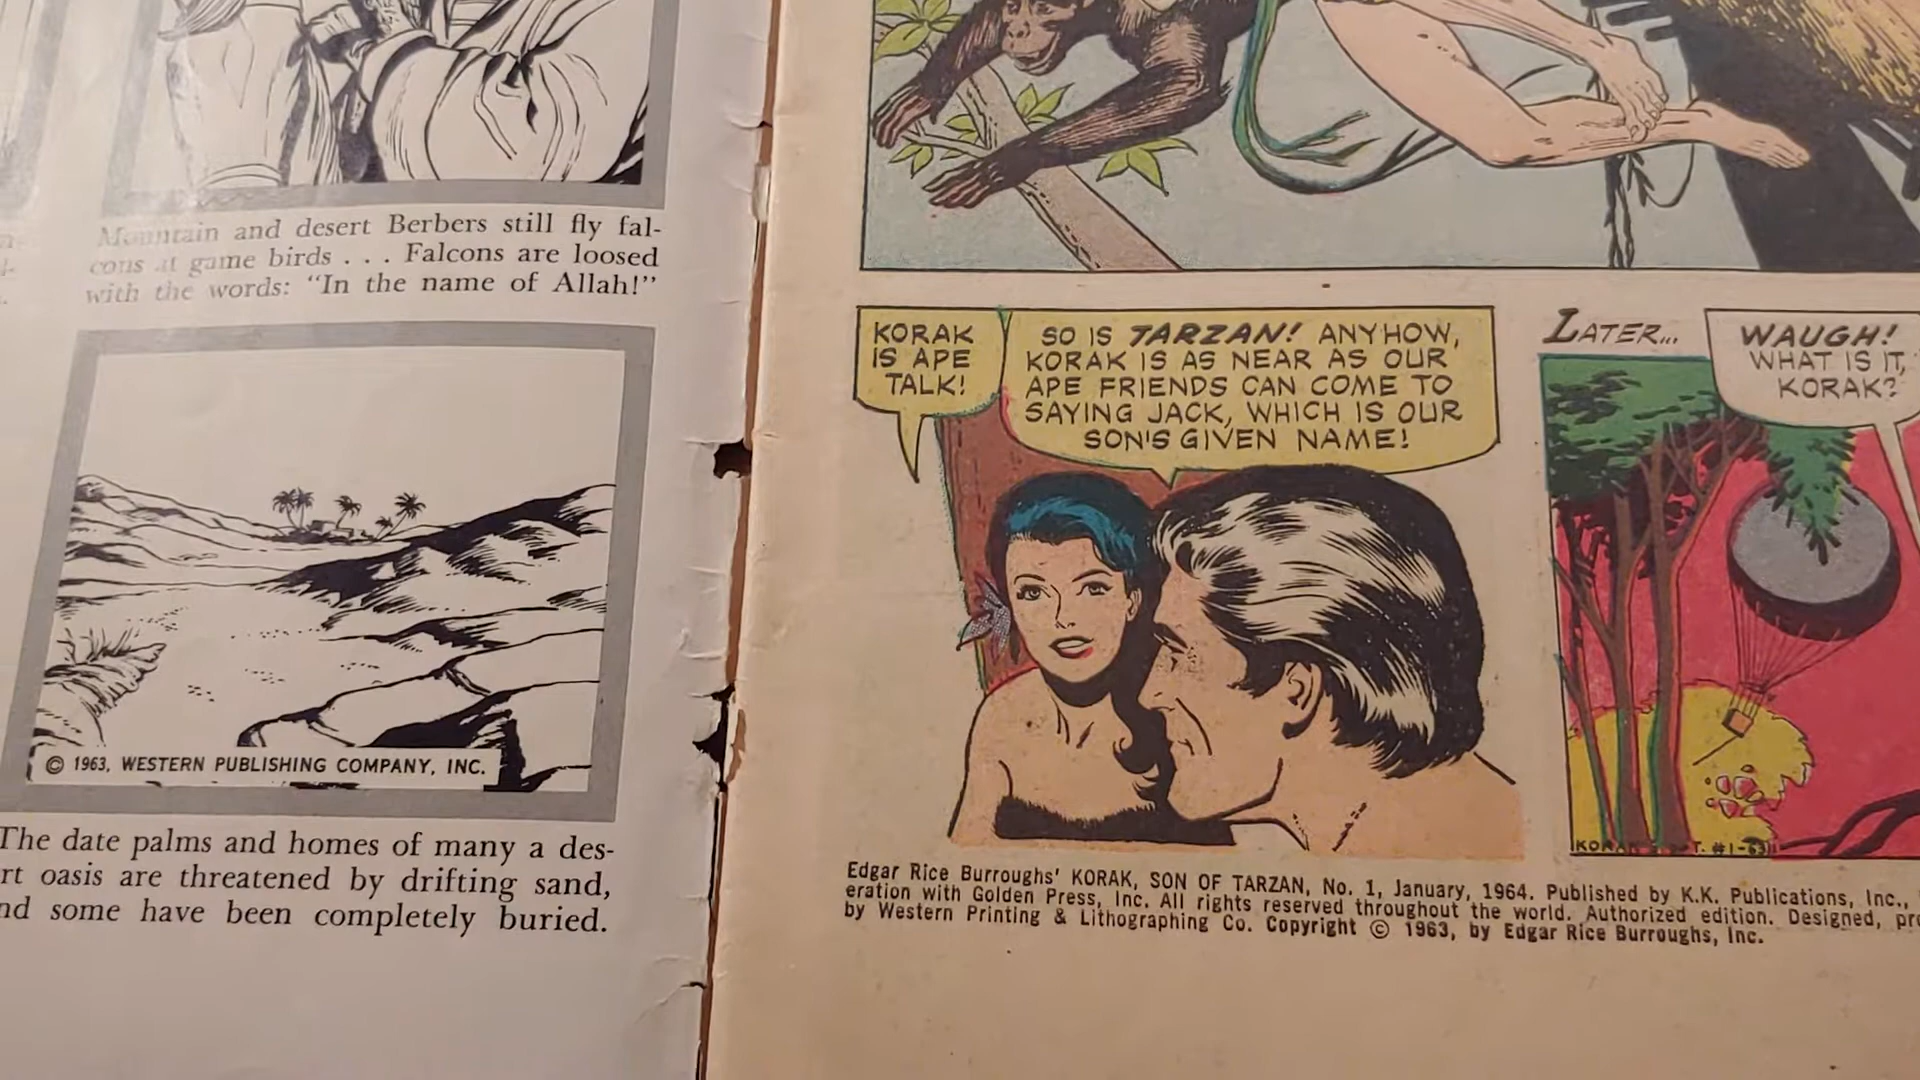 Mountain and desert Berbers still fly fal-
cons at game birds . . . Falcons are loosed
with the words: "In the name of Allah!"
© 1963, WESTERN PUBLISHING COMPANY, INC.
The date palms and homes of many a des-
rt oasis are threatened by drifting sand,
nd some have been completely buried.
KORAK
IS APE
TALK!
SO IS TARZAN! ANYHOW,
KORAK IS AS NEAR AS OUR
APE FRIENDS CAN COME TO
SAYING JACK, WHICH IS OUR
SON'S GIVEN NAME!
LATER...
WAUGH!
WHAT IS IT,
KORAK?
Edgar Rice Burroughs' KORAK, SON OF TARZAN, No. 1, January, 1964. Published by K.K. Publications, Inc.,
eration with Golden Press, Inc. All rights reserved throughout the world. Authorized edition. Designed, pr
by Western Printing & Lithographing Co. Copyright © 1963, by Edgar Rice Burroughs, Inc.